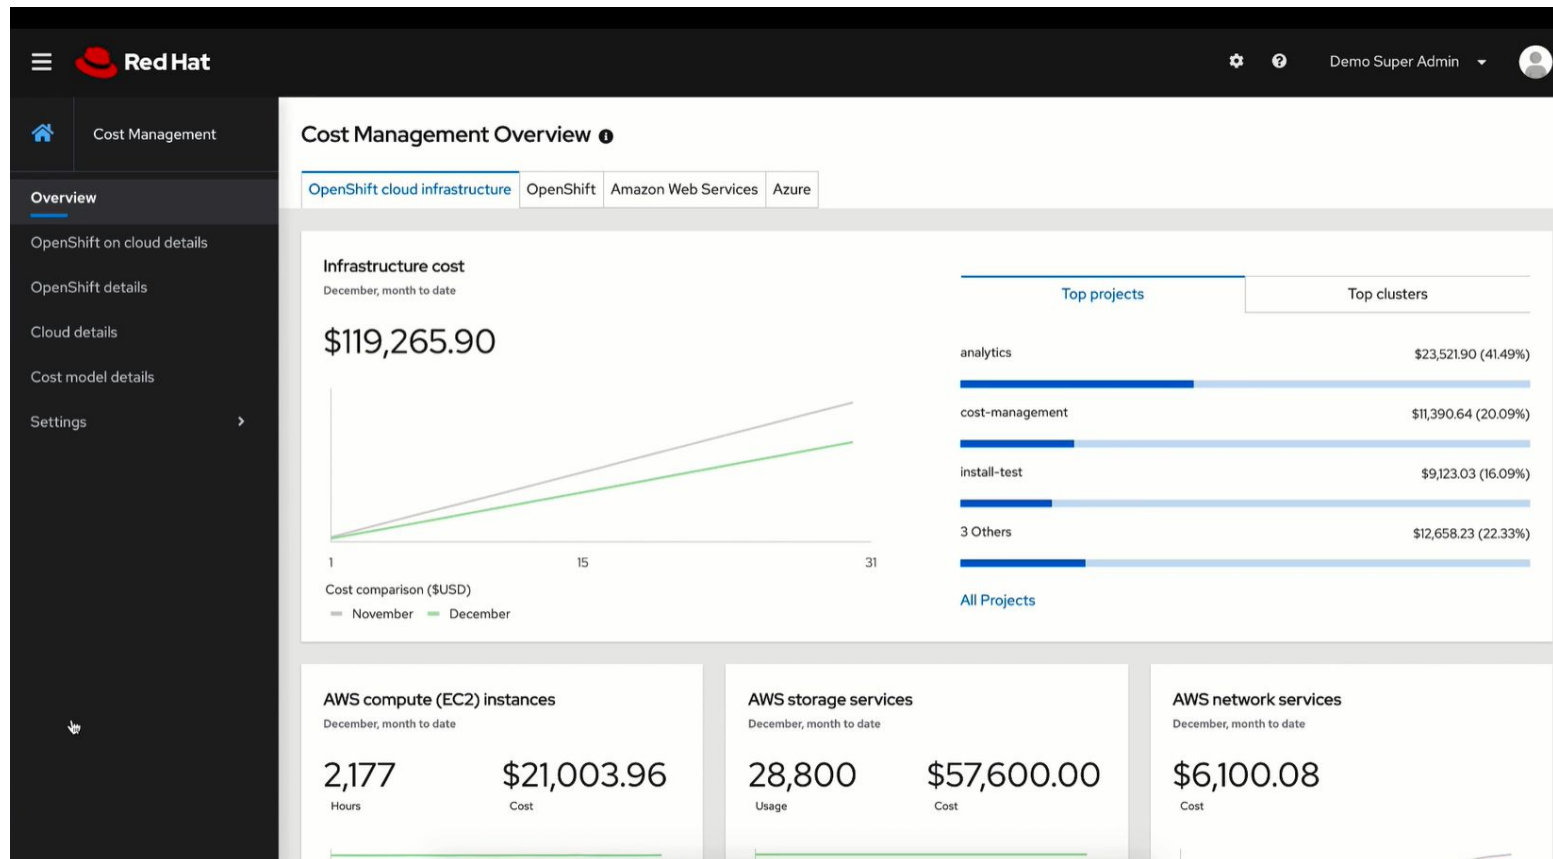 Red Hat
Demo Super Admin
Cost Management
Overview
OpenShift on cloud details
OpenShift details
Cloud details
Cost model details
Settings
Cost Management Overview
OpenShift cloud infrastructure
OpenShift
Amazon Web Services
Azure
Infrastructure cost
December, month to date
$119,265.90
1 15 31
Cost comparison ($USD)
November December
Top projects
Top clusters
analytics $23,521.90 (41.49%)
cost-management $11,390.64 (20.09%)
install-test $9,123.03 (16.09%)
3 Others $12,658.23 (22.33%)
All Projects
AWS compute (EC2) instances
December, month to date
2,177 $21,003.96
Hours Cost
AWS storage services
December, month to date
28,800 $57,600.00
Usage Cost
AWS network services
December, month to date
$6,100.08
Cost